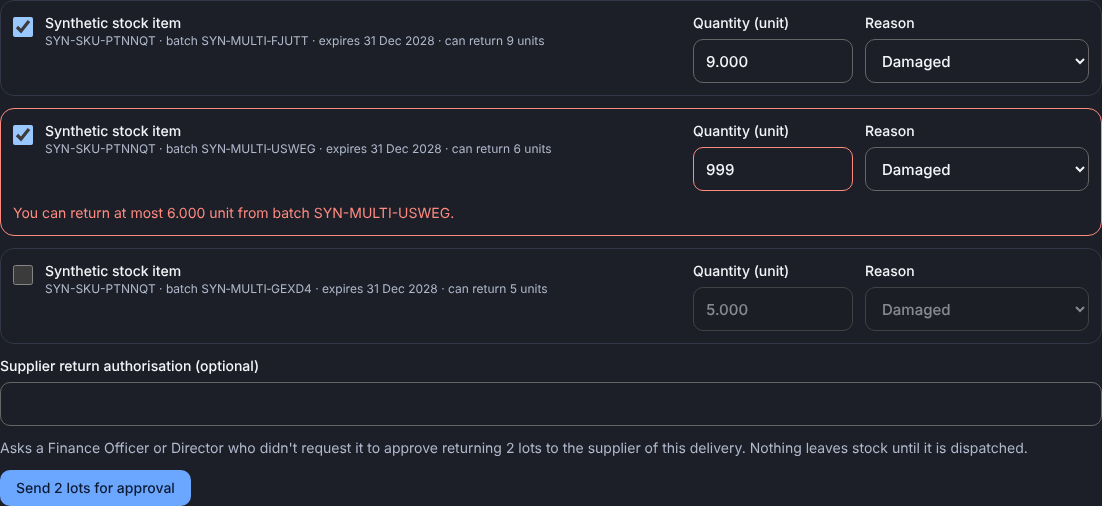 Synthetic stock item
SYN-SKU-PTNNQT · batch SYN-MULTI-FJUTT · expires 31 Dec 2028 · can return 9 units
Quantity (unit)
9.000
Reason
Damaged
Synthetic stock item
SYN-SKU-PTNNQT · batch SYN-MULTI-USWEG · expires 31 Dec 2028 · can return 6 units
Quantity (unit)
999
Reason
Damaged
You can return at most 6.000 unit from batch SYN-MULTI-USWEG.
Synthetic stock item
SYN-SKU-PTNNQT · batch SYN-MULTI-GEXD4 · expires 31 Dec 2028 · can return 5 units
Quantity (unit)
5.000
Reason
Damaged
Supplier return authorisation (optional)
Asks a Finance Officer or Director who didn't request it to approve returning 2 lots to the supplier of this delivery. Nothing leaves stock until it is dispatched.
Send 2 lots for approval